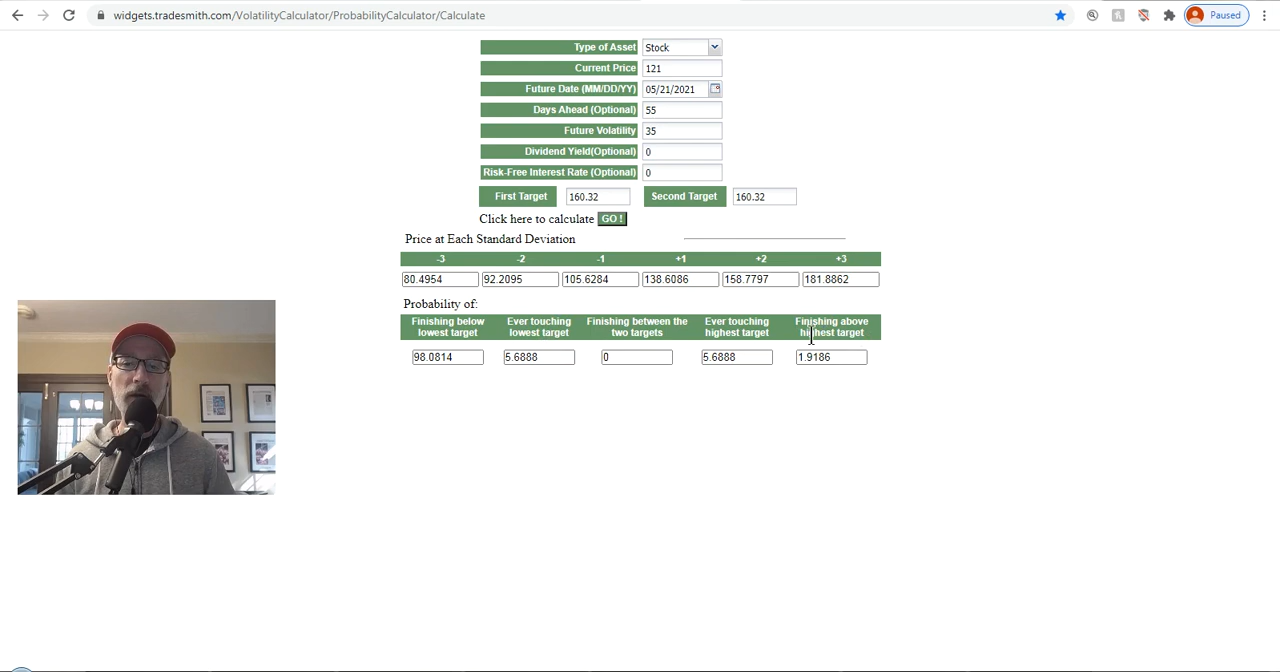 widgets.tradesmith.com/VolatilityCalculator/ProbabilityCalculator/Calculate
Paused
Type of Asset Stock
Current Price 121
Future Date (MM/DD/YY) 05/21/2021
Days Ahead (Optional) 55
Future Volatility 35
Dividend Yield(Optional) 0
Risk-Free Interest Rate (Optional) 0
First Target 160.32 Second Target 160.32
Click here to calculate GO !
Price at Each Standard Deviation
-3 -2 -1 +1 +2 +3
80.4954 92.2095 105.6284 138.6086 158.7797 181.8862
Probability of:
Finishing below Ever touching Finishing between the Ever touching Finishing above
lowest target lowest target two targets highest target highest target
98.0814 5.6888 0 5.6888 1.9186